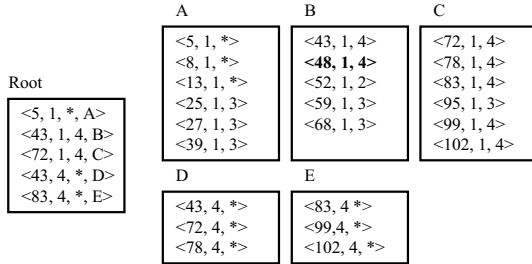 A
<5, 1, *>
<8, 1, *>
<13, 1, *>
<25, 1, 3>
<27, 1, 3>
<39, 1, 3>
B
<43, 1, 4>
<48, 1, 4>
<52, 1, 2>
<59, 1, 3>
<68, 1, 3>
C
<72, 1, 4>
<78, 1, 4>
<83, 1, 4>
<95, 1, 3>
<99, 1, 4>
<102, 1, 4>
Root
<5, 1, *, A>
<43, 1, 4, B>
<72, 1, 4, C>
<43, 4, *, D>
<83, 4, *, E>
D
<43, 4, *>
<72, 4, *>
<78, 4, *>
E
<83, 4 *>
<99,4, *>
<102, 4, *>